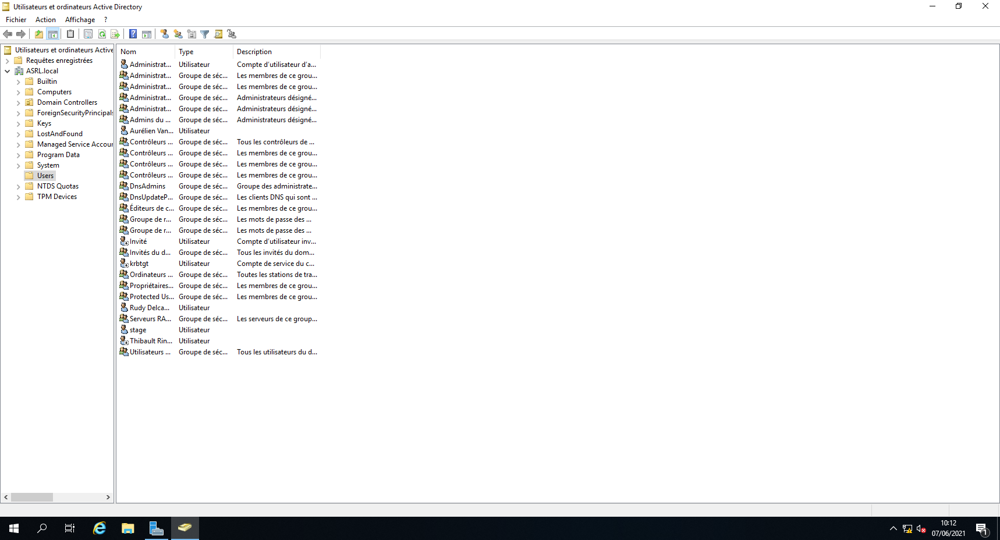 Utilisateurs et ordinateurs Active Directory
Fichier Action Affichage ?
Utilisateurs et ordinateurs Active
Requêtes enregistrées
ASRL.local
Builtin
Computers
Domain Controllers
ForeignSecurityPrincipals
Keys
LostAndFound
Managed Service Accour
Program Data
System
Users
NTDS Quotas
TPM Devices
Nom Type Description
Administrat... Utilisateur Compte d'utilisateur d'a...
Administrat... Groupe de séc... Les membres de ce grou...
Administrat... Groupe de séc... Les membres de ce grou...
Administrat... Groupe de séc... Administrateurs désigné...
Administrat... Groupe de séc... Administrateurs désigné...
Admins du ... Groupe de séc... Administrateurs désigné...
Aurélien Van... Utilisateur
Contrôleurs ... Groupe de séc... Tous les contrôleurs de ...
Contrôleurs ... Groupe de séc... Les membres de ce grou...
Contrôleurs ... Groupe de séc... Les membres de ce grou...
Contrôleurs ... Groupe de séc... Les membres de ce grou...
DnsAdmins Groupe de séc... Groupe des administrate...
DnsUpdateP... Groupe de séc... Les clients DNS qui sont ...
Éditeurs de c... Groupe de séc... Les membres de ce grou...
Groupe de r... Groupe de séc... Les mots de passe des ...
Groupe de r... Groupe de séc... Les mots de passe des ...
Invité Utilisateur Compte d'utilisateur inv...
Invités du d... Groupe de séc... Tous les invités du dom...
krbtgt Utilisateur Compte de service du c...
Ordinateurs ... Groupe de séc... Toutes les stations de tra...
Propriétaires... Groupe de séc... Les membres de ce grou...
Protected Us... Groupe de séc... Les membres de ce grou...
Rudy Delca... Utilisateur
Serveurs RA... Groupe de séc... Les serveurs de ce group...
stage Utilisateur
Thibault Rin... Utilisateur
Utilisateurs ... Groupe de séc... Tous les utilisateurs du d...
10:12
07/06/2021
1